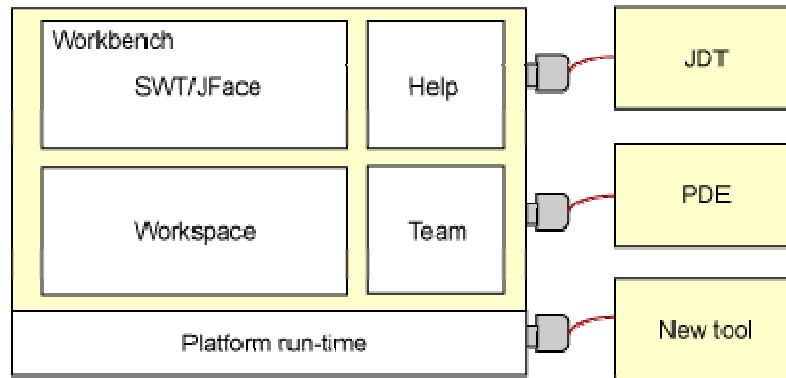 Workbench
SWT/JFace
Help
JDT
Workspace
Team
PDE
Platform run-time
New tool